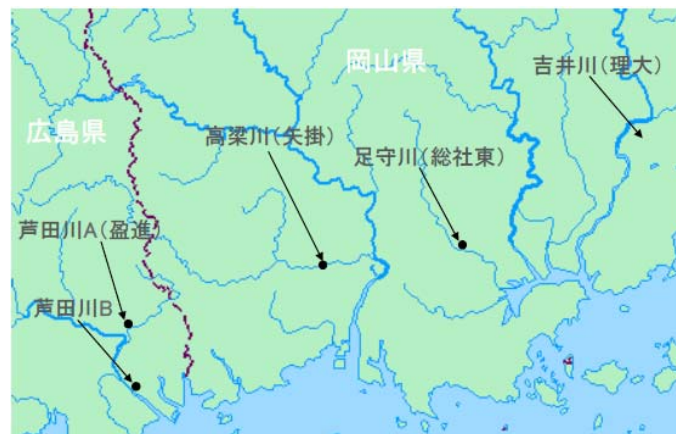 岡山県
吉井川(理大)
広島県
高梁川(矢掛)
足守川(総社東)
芦田川A(盈進)
芦田川B